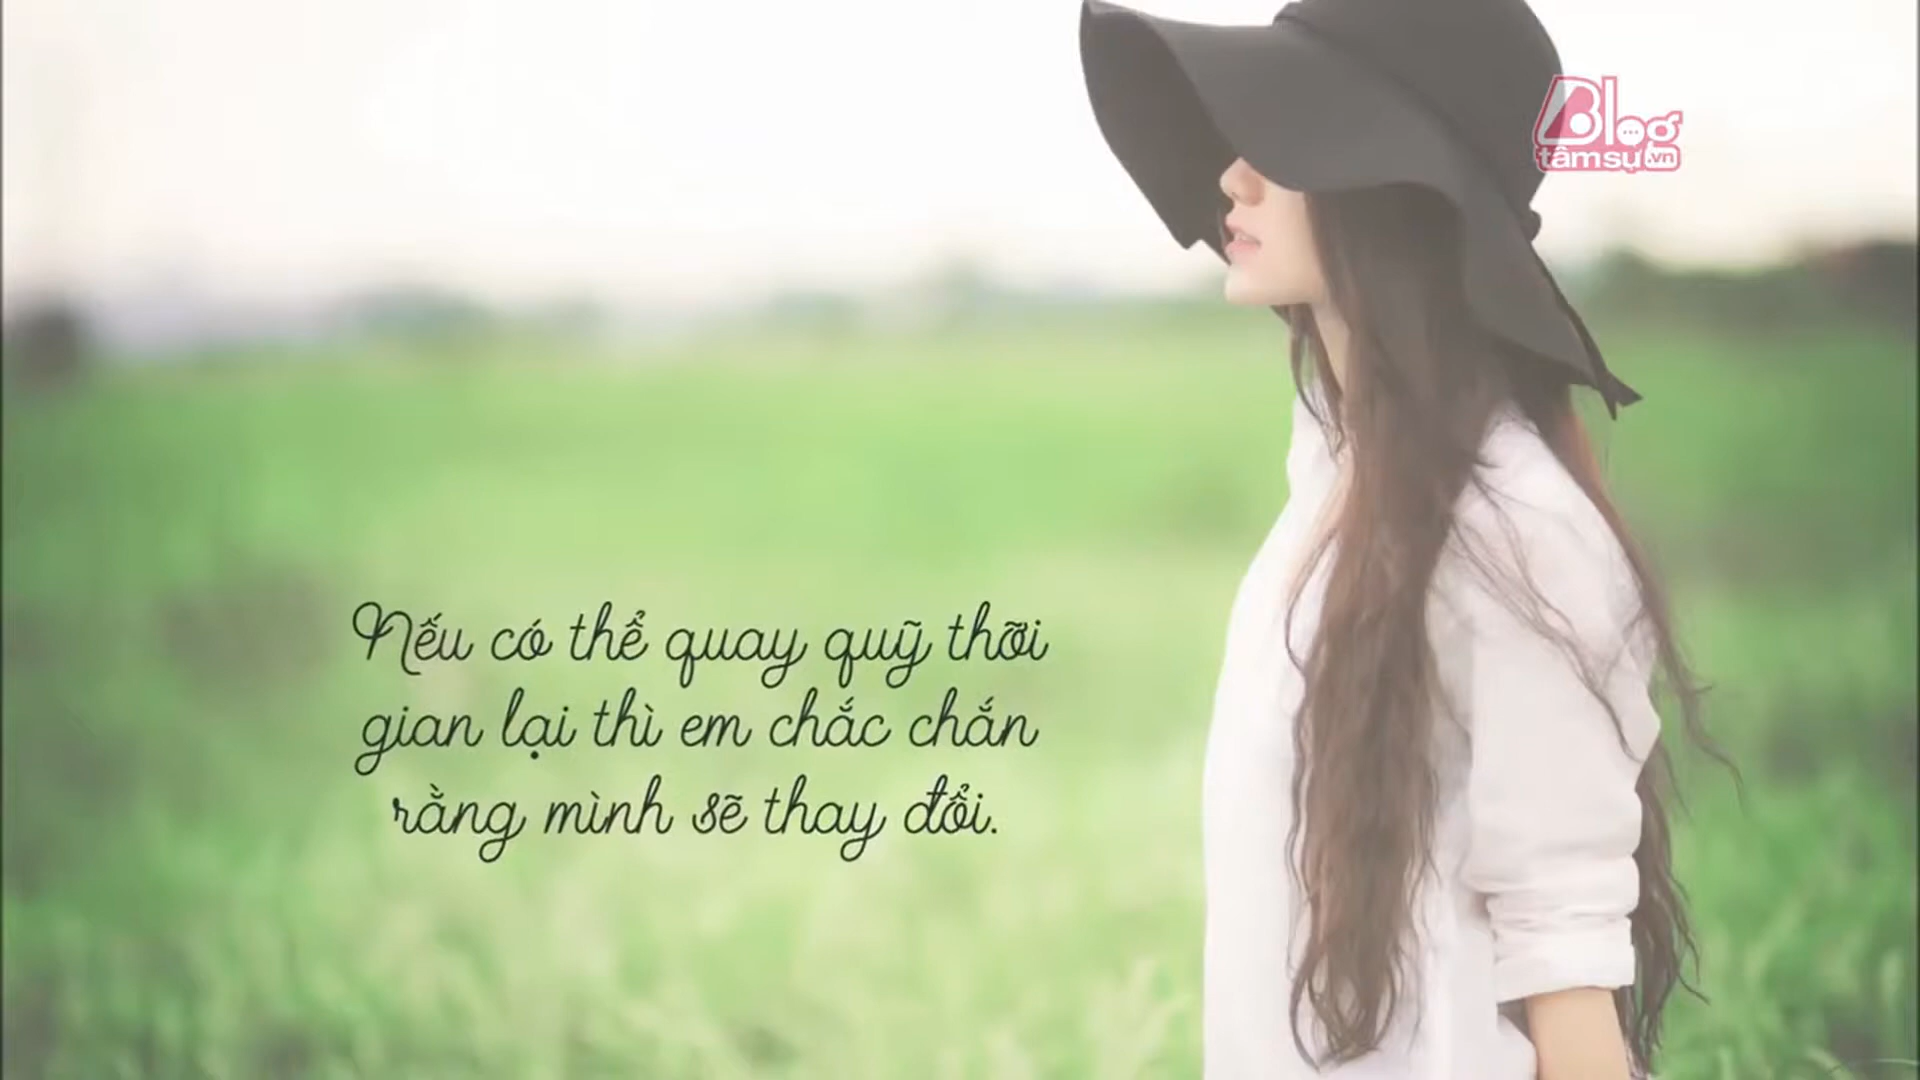 Blog
tâmsự.vn
Nếu có thể quay quỹ thời
gian lại thì em chắc chắn
rằng mình sẽ thay đổi.